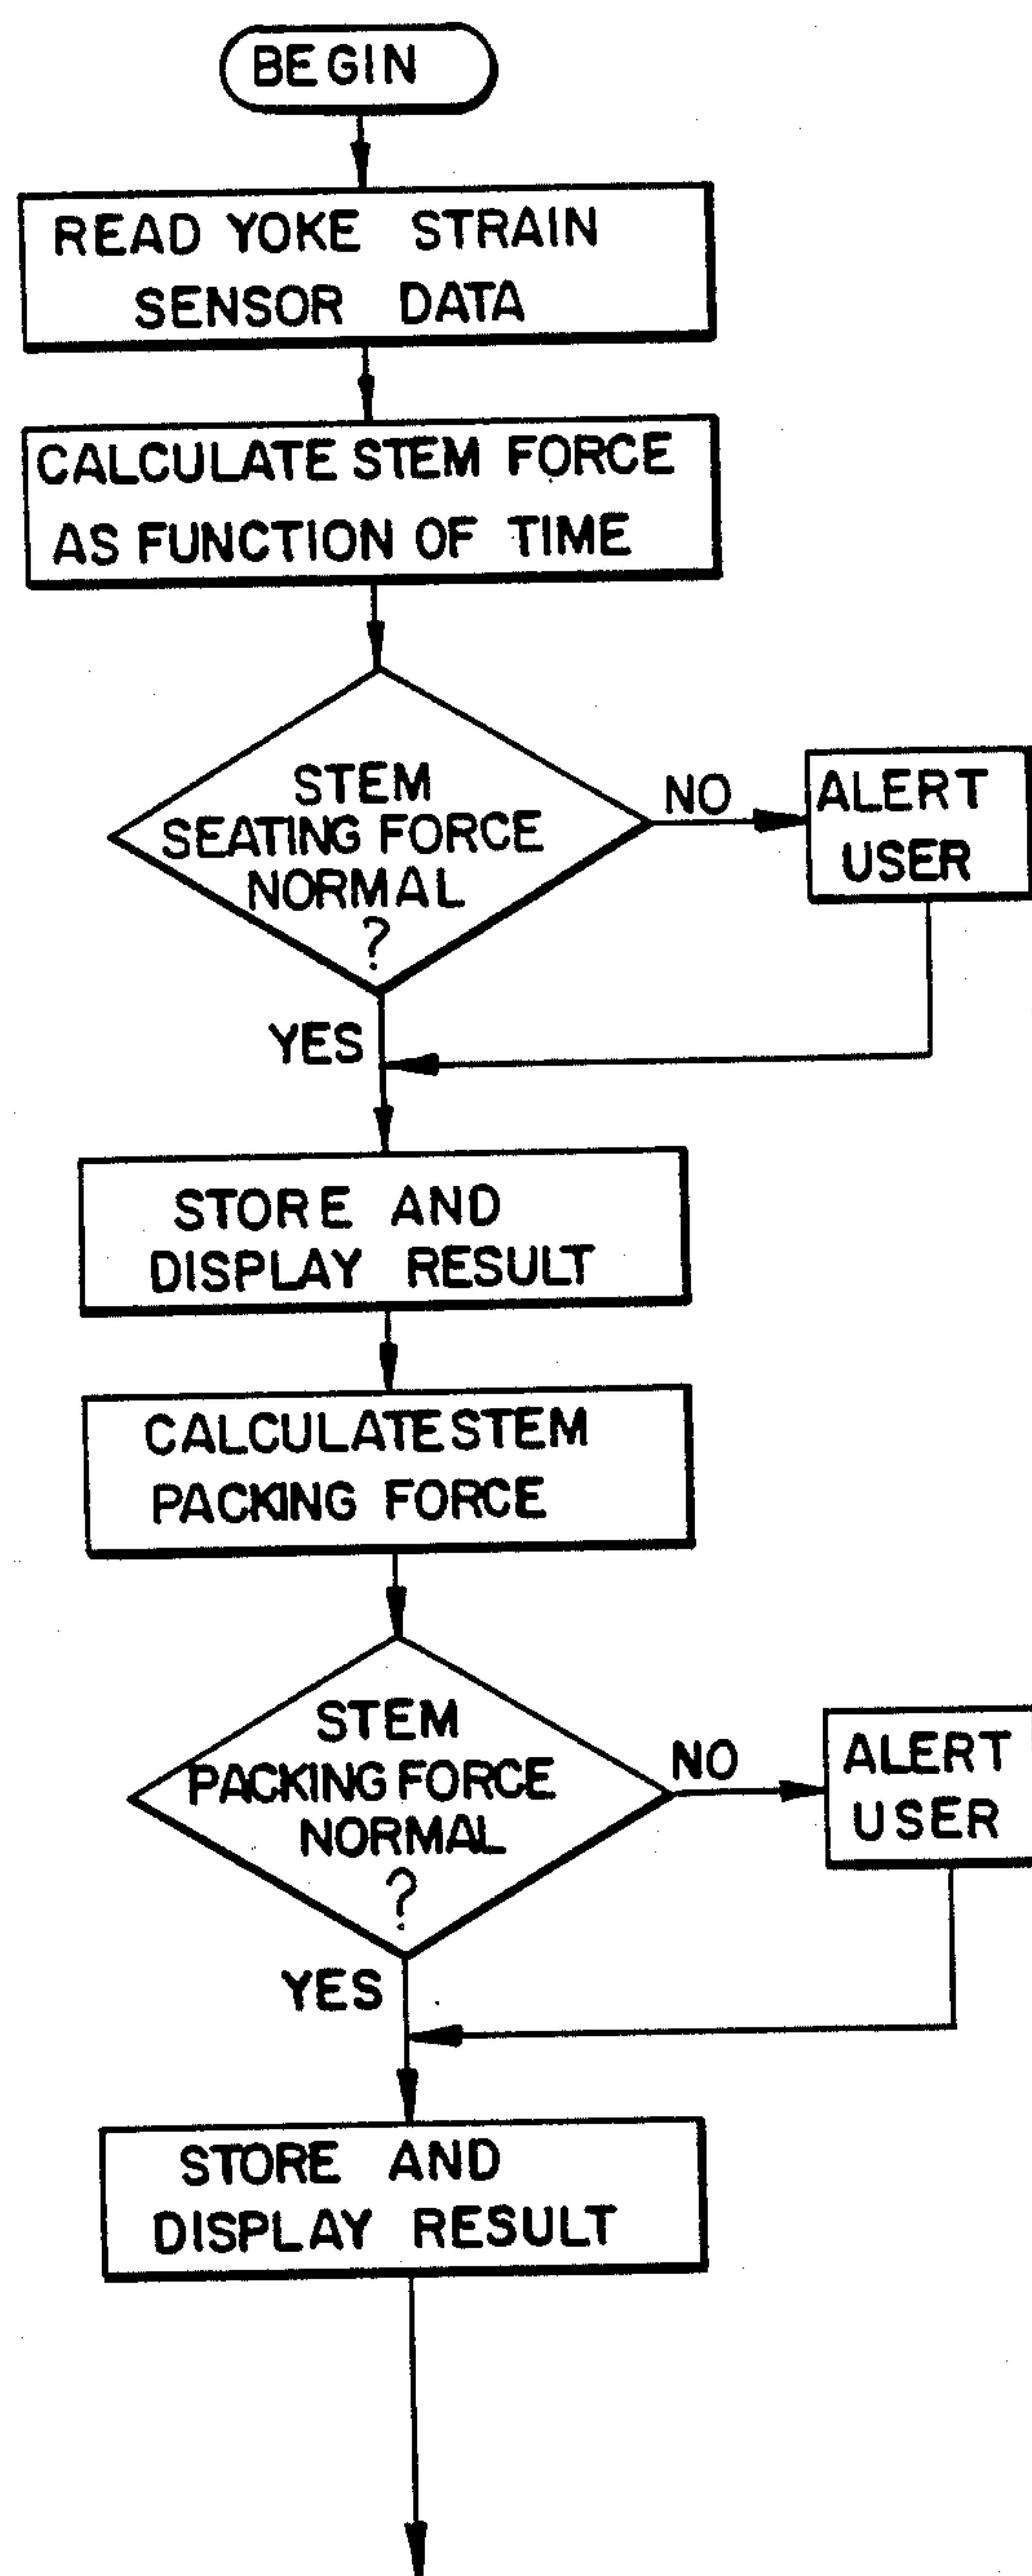 BEGIN
READ YOKE STRAIN
SENSOR DATA
CALCULATE STEM FORCE
AS FUNCTION OF TIME
STEM
SEATING FORCE
NORMAL
?
NO
ALERT
USER
YES
STORE AND
DISPLAY RESULT
CALCULATE STEM
PACKING FORCE
STEM
PACKING FORCE
NORMAL
?
NO
ALERT
USER
YES
STORE AND
DISPLAY RESULT